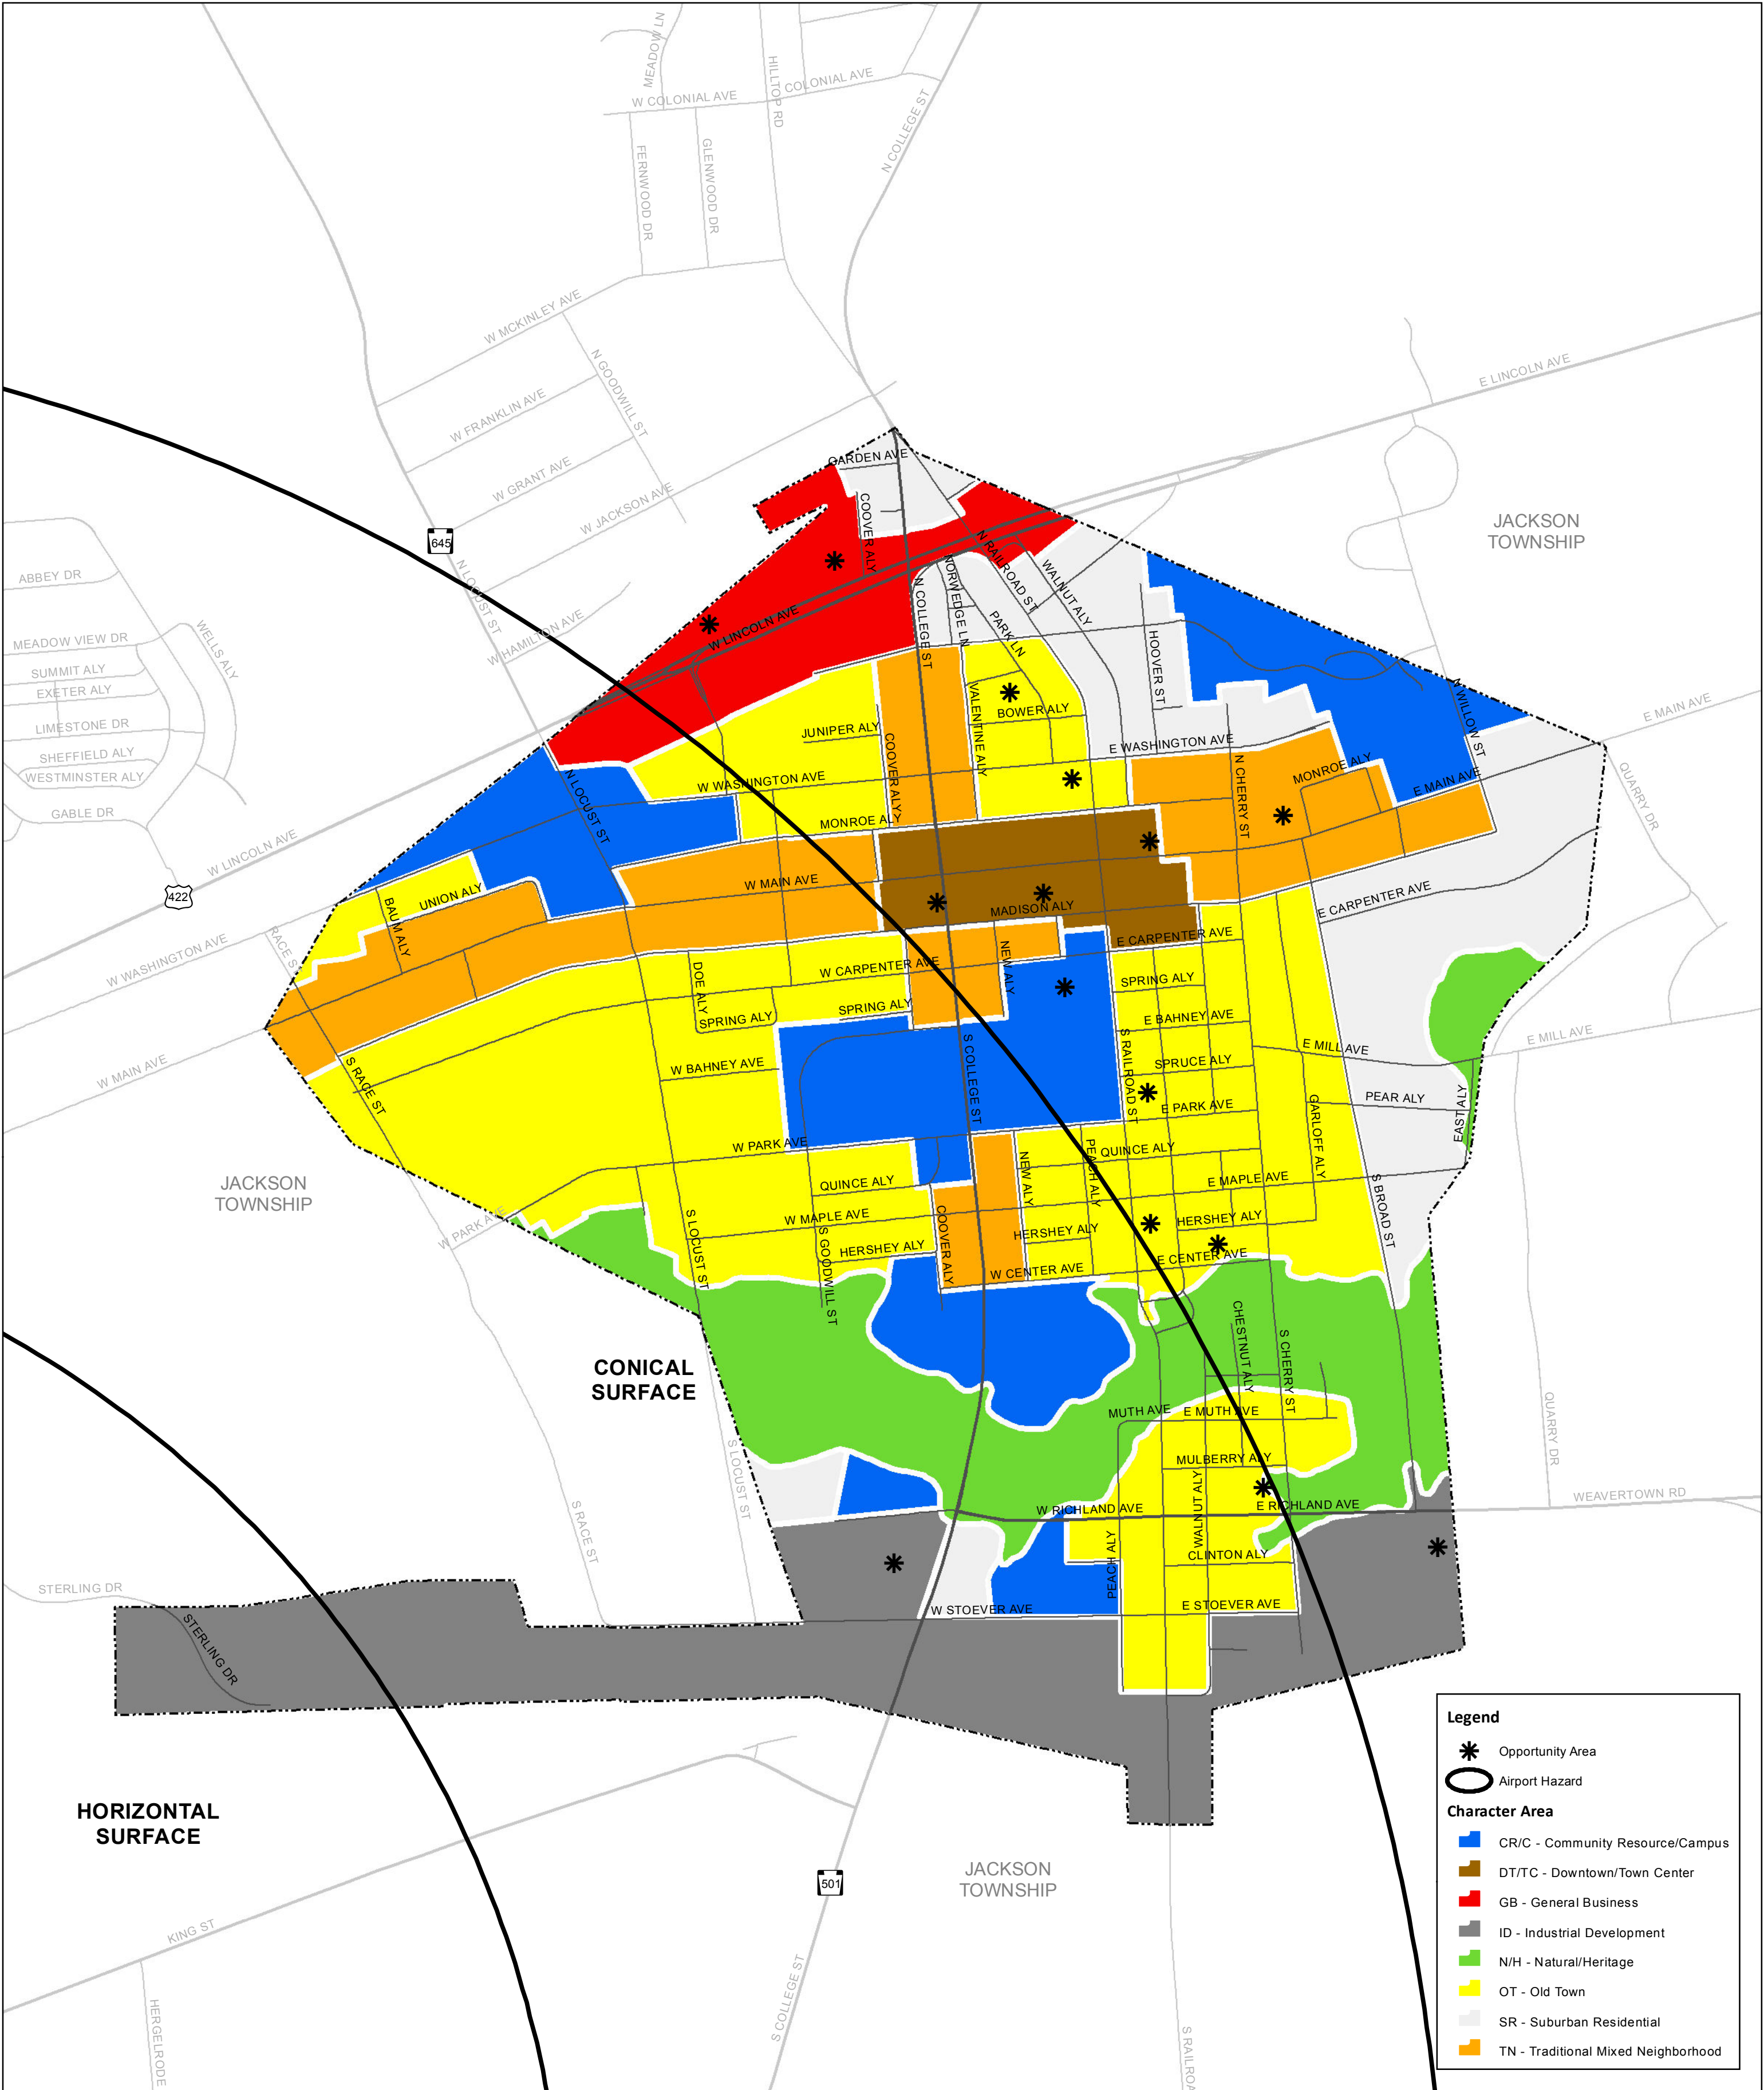 MEADOW LN
HILLTOP RD
COLONIAL AVE
W COLONIAL AVE
N COLLEGE ST
FERNWOOD DR
GLENWOOD DR
W MCKINLEY AVE
N GOODWILL ST
E LINCOLN AVE
W FRANKLIN AVE
W GRANT AVE
W JACKSON AVE
GARDEN AVE
COOVER ALY
JACKSON
TOWNSHIP
645
N LOCUST ST
N RAILROAD ST
WALNUT ALY
NORWEDGE LN
ABBEY DR
N COLLEGE ST
PARK LN
W LINCOLN AVE
W HAMILTON AVE
MEADOW VIEW DR
WELLS ALY
HOOVER ST
SUMMIT ALY
EXETER ALY
VALENTINE ALY
BOWER ALY
N WILLOW ST
E MAIN AVE
LIMESTONE DR
JUNIPER ALY
COOVER ALY
E WASHINGTON AVE
SHEFFIELD ALY
WESTMINSTER ALY
N LOCUST ST
W WASHINGTON AVE
N CHERRY ST
MONROE ALY
E MAIN AVE
QUARRY DR
GABLE DR
MONROE ALY
W LINCOLN AVE
422
W MAIN AVE
UNION ALY
BAUM ALY
MADISON ALY
E CARPENTER AVE
W WASHINGTON AVE
RACE S
E CARPENTER AVE
W CARPENTER AVE
NEW ALY
DOE ALY
SPRING ALY
SPRING ALY
SPRING ALY
E BAHNEY AVE
E MILL AVE
W MAIN AVE
S RACE ST
W BAHNEY AVE
S COLLEGE ST
S RAILROAD ST
SPRUCE ALY
E MILL AVE
PEAR ALY
EAST ALY
E PARK AVE
GARLOFF ALY
W PARK AVE
PEACH ALY
QUINCE ALY
NEW ALY
JACKSON
TOWNSHIP
QUINCE ALY
E MAPLE AVE
S BROAD ST
W PARK AVE
S LOCUST ST
W MAPLE AVE
S GOODWILL ST
COOVER ALY
HERSHEY ALY
HERSHEY ALY
HERSHEY ALY
E CENTER AVE
W CENTER AVE
CHESTNUT ALY
S CHERRY ST
CONICAL
SURFACE
MUTH AVE
E MUTH AVE
QUARRY DR
S LOCUST ST
MULBERRY ALY
WALNUT ALY
W RICHLAND AVE
E RICHLAND AVE
WEAVERTOWN RD
S RACE ST
PEACH ALY
CLINTON ALY
STERLING DR
W STOEVER AVE
E STOEVER AVE
STERLING DR
HORIZONTAL
SURFACE
JACKSON
TOWNSHIP
501
KING ST
S COLLEGE ST
HERGELRODE
S RAILROA
Legend
Opportunity Area
Airport Hazard
Character Area
CR/C - Community Resource/Campus
DT/TC - Downtown/Town Center
GB - General Business
ID - Industrial Development
N/H - Natural/Heritage
OT - Old Town
SR - Suburban Residential
TN - Traditional Mixed Neighborhood